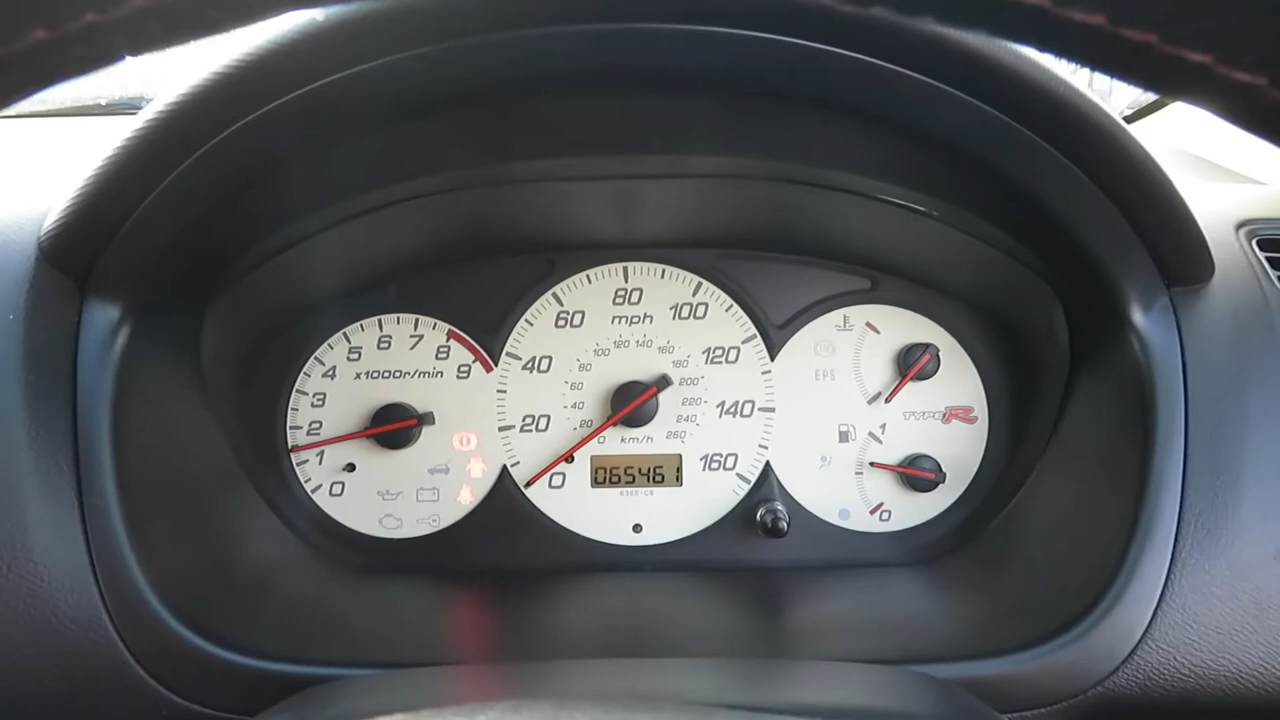 0 1 2 3 4 5 6 7 8 9
x1000r/min
0 20 40 60 80 100 120 140 160
mph
0 20 40 60 80 100 120 140 160 180 200 220 240 260
km/h
065461
EPS
TYPE R
1
0